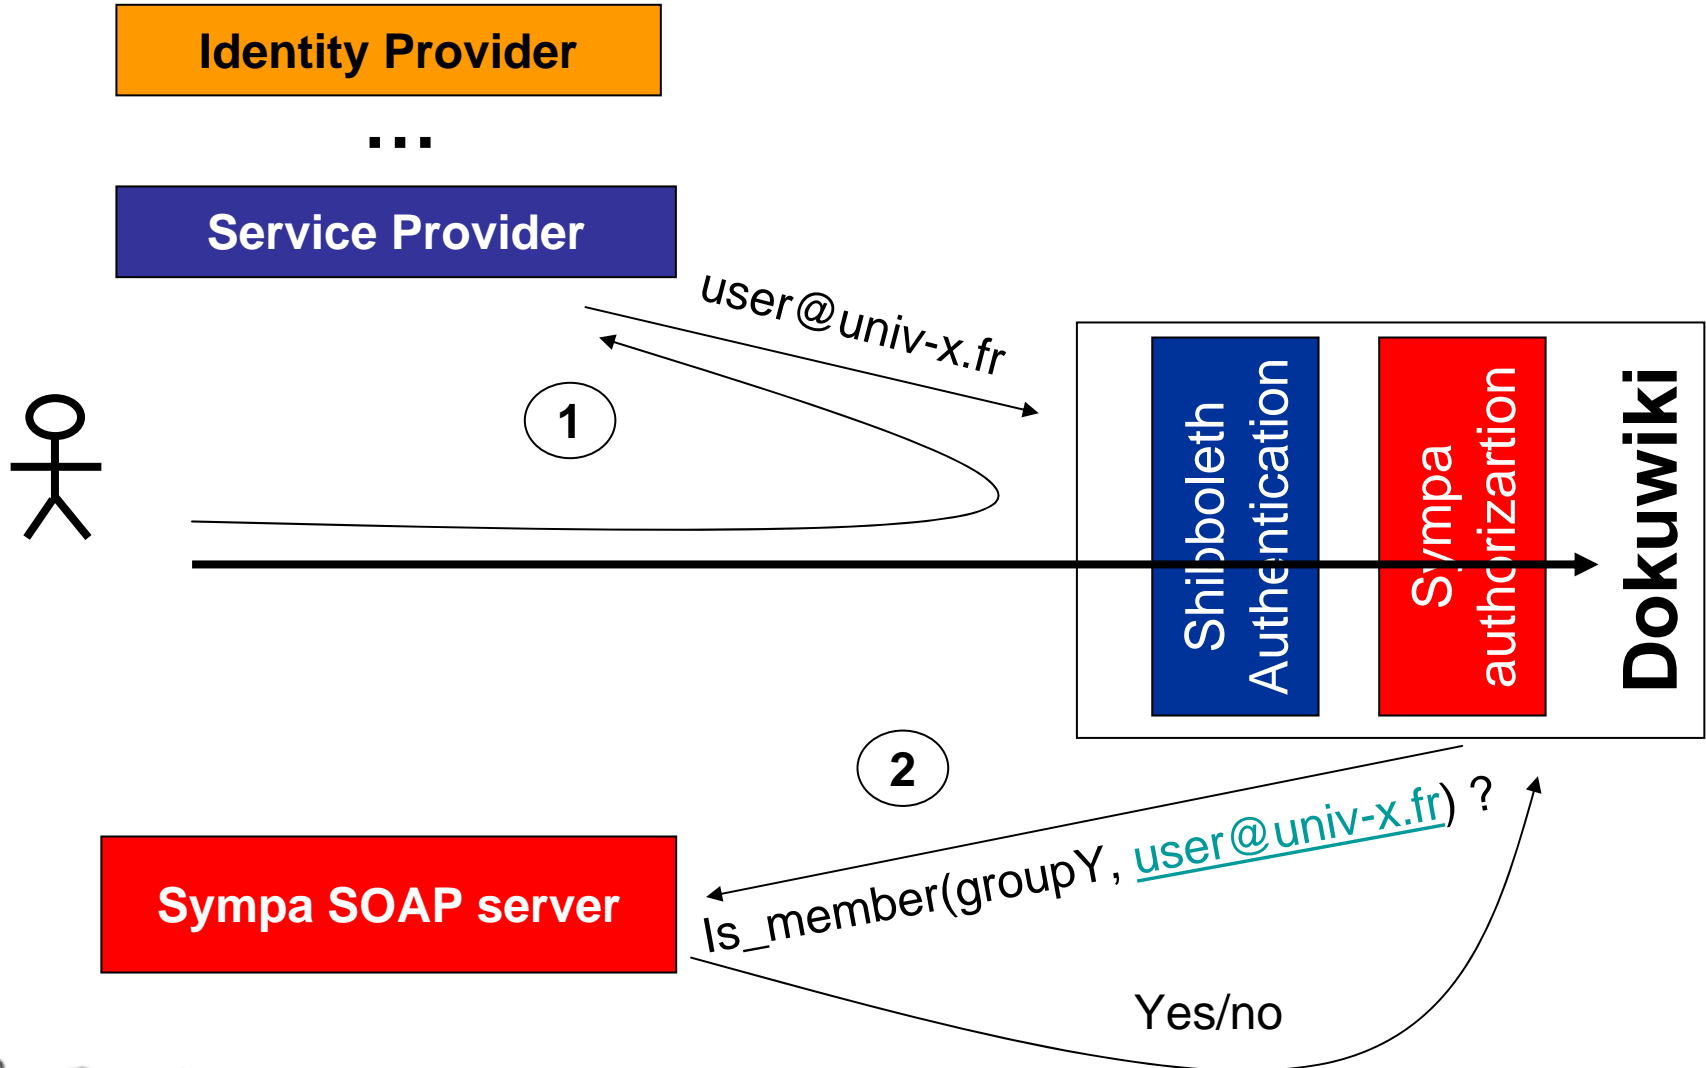 Identity Provider
...
Service Provider
user@univ-x.fr
1
Shibboleth
Authentication
Sympa
authorizartion
Dokuwiki
2
Is_member(groupY, user@univ-x.fr) ?
Sympa SOAP server
Yes/no